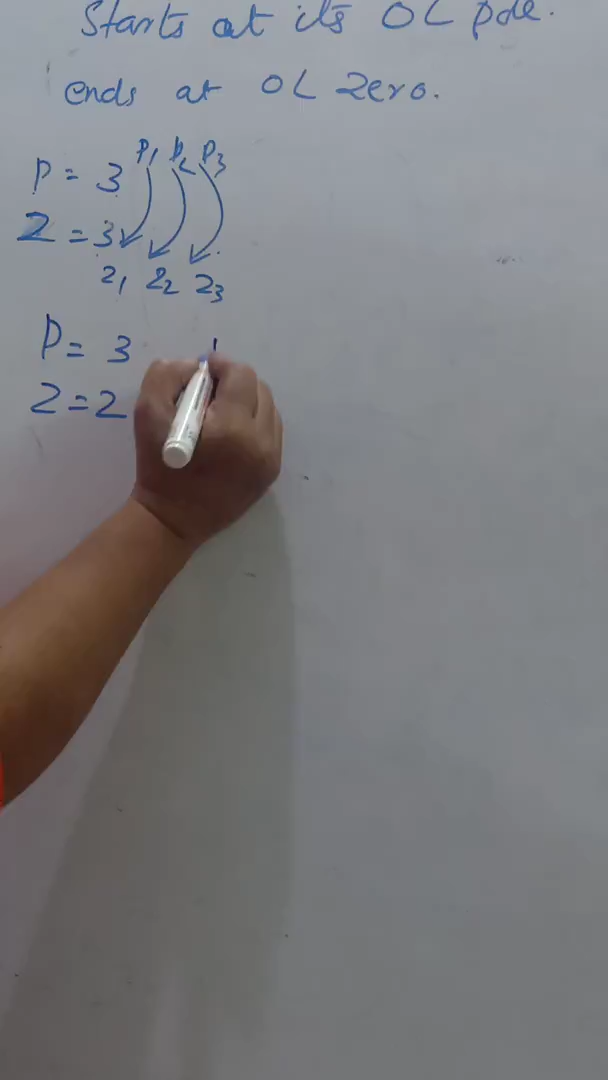 Starts at its OL pole.
ends at OL Zero.
P1 P2 P3
P = 3
Z = 3
Z1 Z2 Z3
P = 3
Z = 2